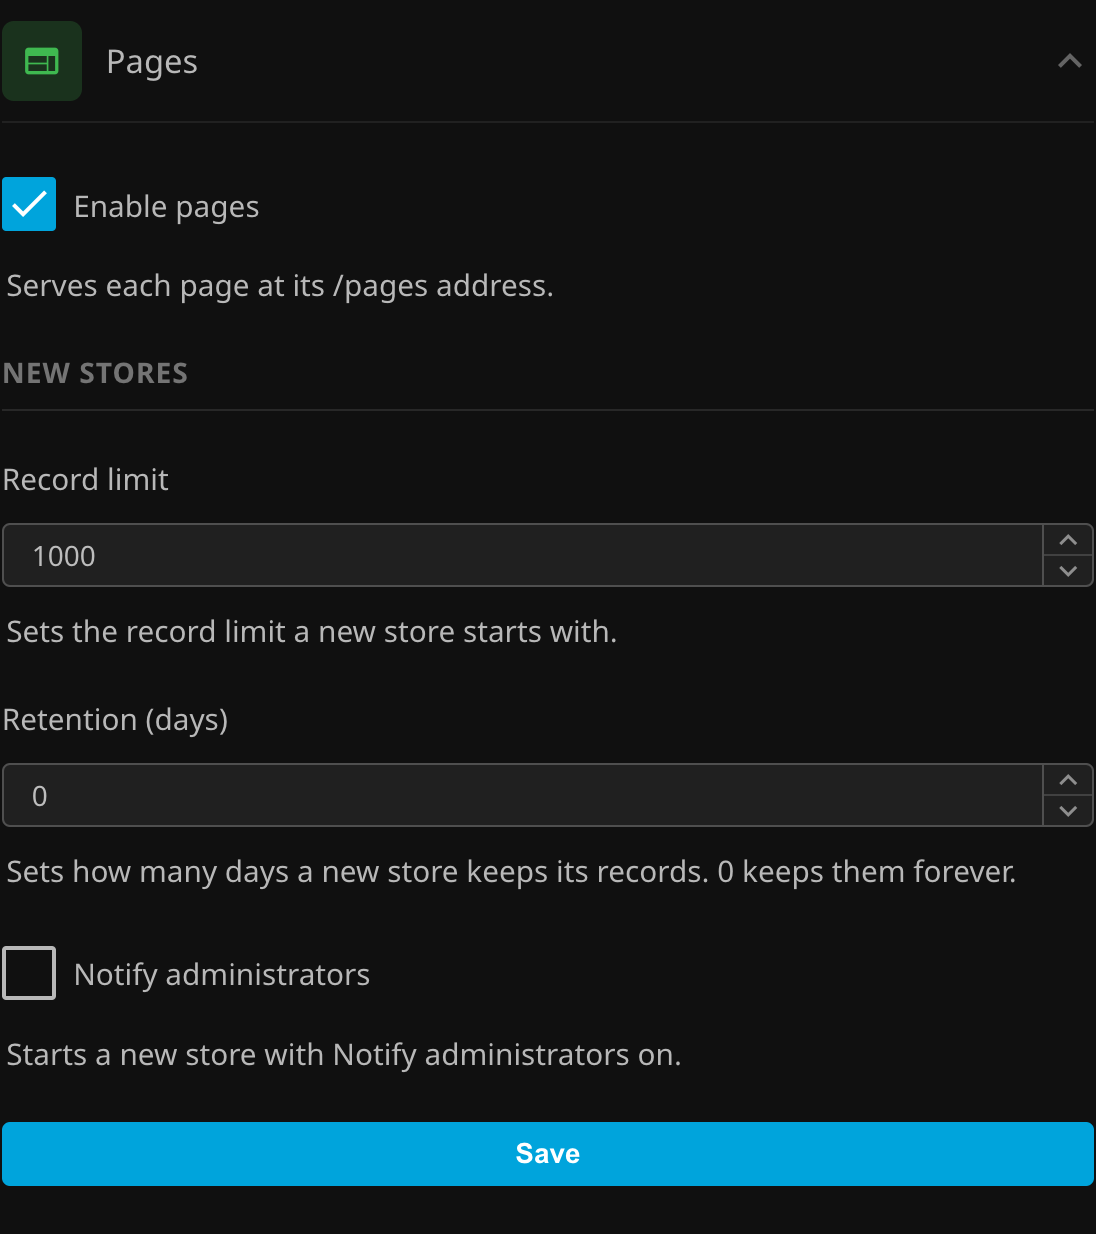 Pages
Enable pages
Serves each page at its /pages address.
NEW STORES
Record limit
1000
Sets the record limit a new store starts with.
Retention (days)
0
Sets how many days a new store keeps its records. 0 keeps them forever.
Notify administrators
Starts a new store with Notify administrators on.
Save